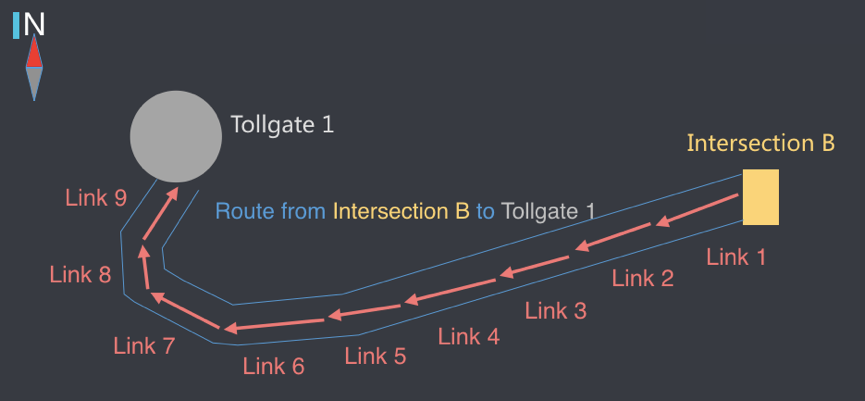 IN
Tollgate 1
Intersection B
Link 9
Route from Intersection B to Tollgate 1
Link 1
Link 8
Link 2
Link 3
Link 4
Link 7
Link 5
Link 6